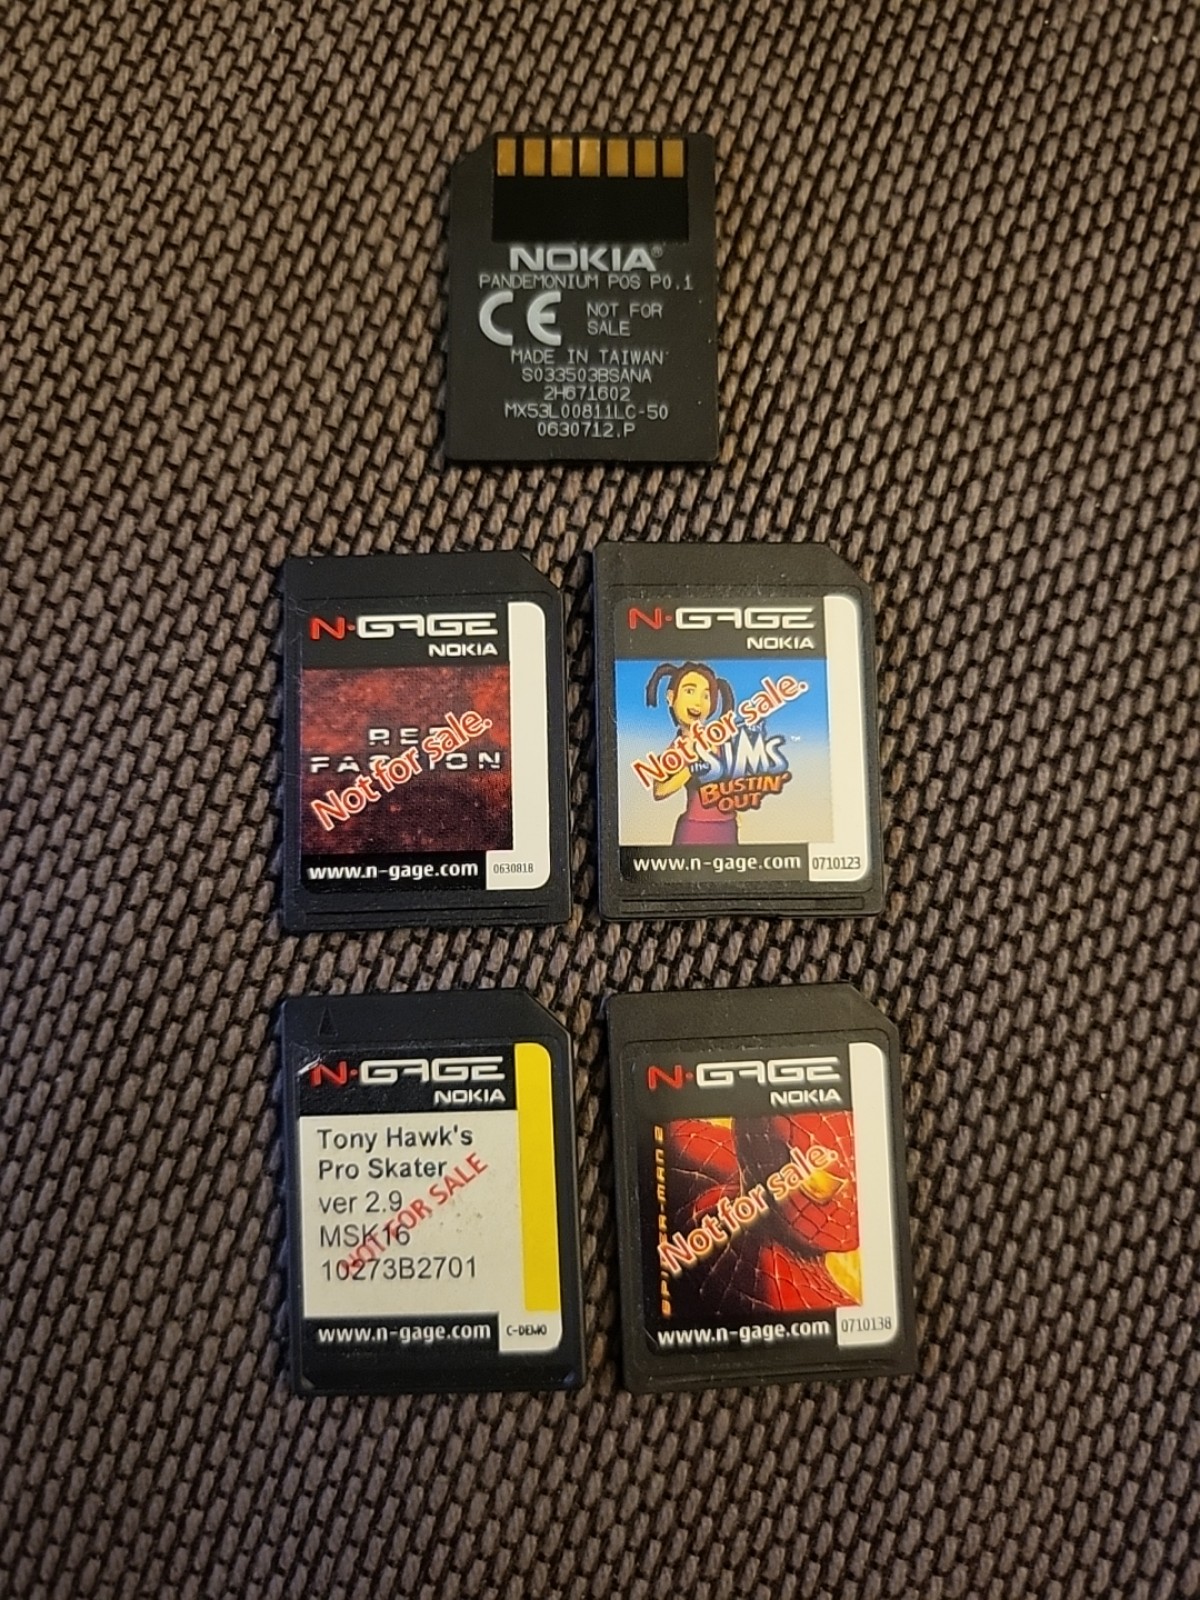 NOKIA®
PANDEMONIUM POS P0.1
CE NOT FOR
SALE
MADE IN TAIWAN
S033503BSANA
2H671602
MX53L00811LC-50
0630712.P
N·GAGE
NOKIA
RED
FACTION
Not for sale.
www.n-gage.com
0630818
N·GAGE
NOKIA
Not for sale.
the SIMS™
BUSTIN'
OUT
www.n-gage.com
0710123
N·GAGE
NOKIA
Tony Hawk's
Pro Skater
ver 2.9
MSK16
10273B2701
NOT FOR SALE
www.n-gage.com
C-DEMO
N·GAGE
NOKIA
SPIDER-MAN 2
Not for sale.
www.n-gage.com
0710138